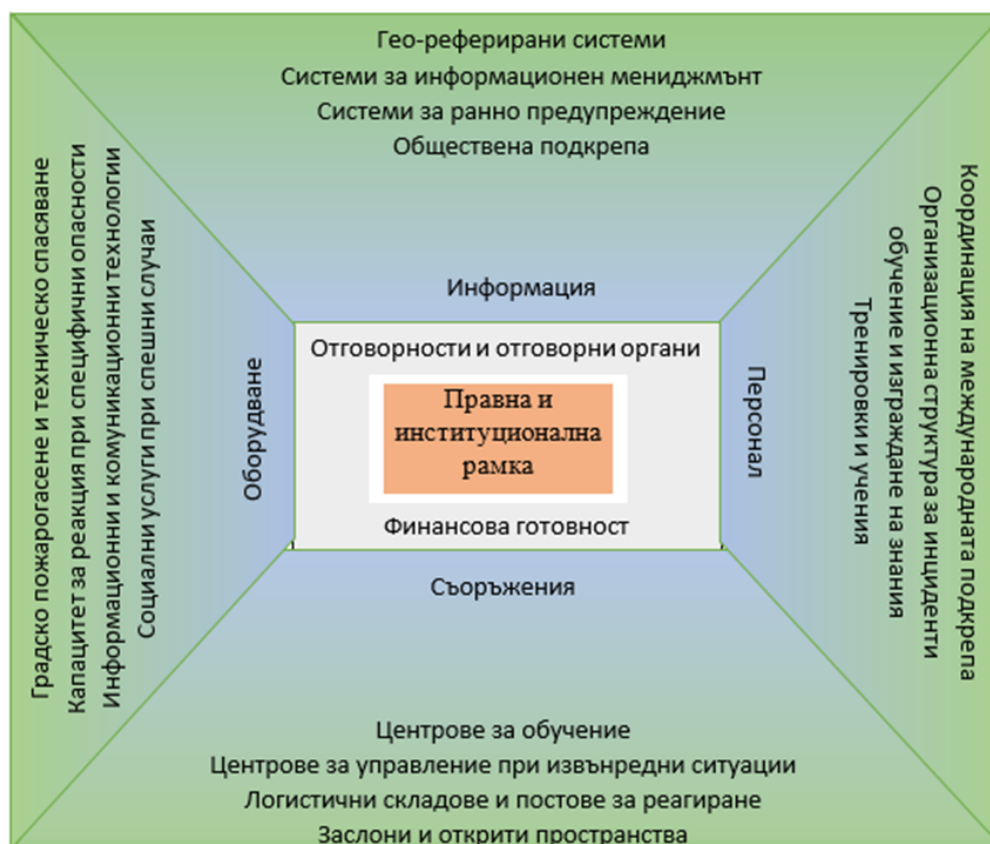 Гео-реферирани системи
Системи за информационен мениджмънт
Системи за ранно предупреждение
Обществена подкрепа
Информация
Градско пожарогасене и техническо спасяване
Капацитет за реакция при специфични опасности
Информационни и комуникационни технологии
Социални услуги при спешни случаи
Оборудване
Отговорности и отговорни органи
Правна и
институционална
рамка
Финансова готовност
Персонал
Тренировки и учения
обучение и изграждане на знания
Организационна структура за инциденти
Координация на международната подкрепа
Съоръжения
Центрове за обучение
Центрове за управление при извънредни ситуации
Логистични складове и постове за реагиране
Заслони и открити пространства